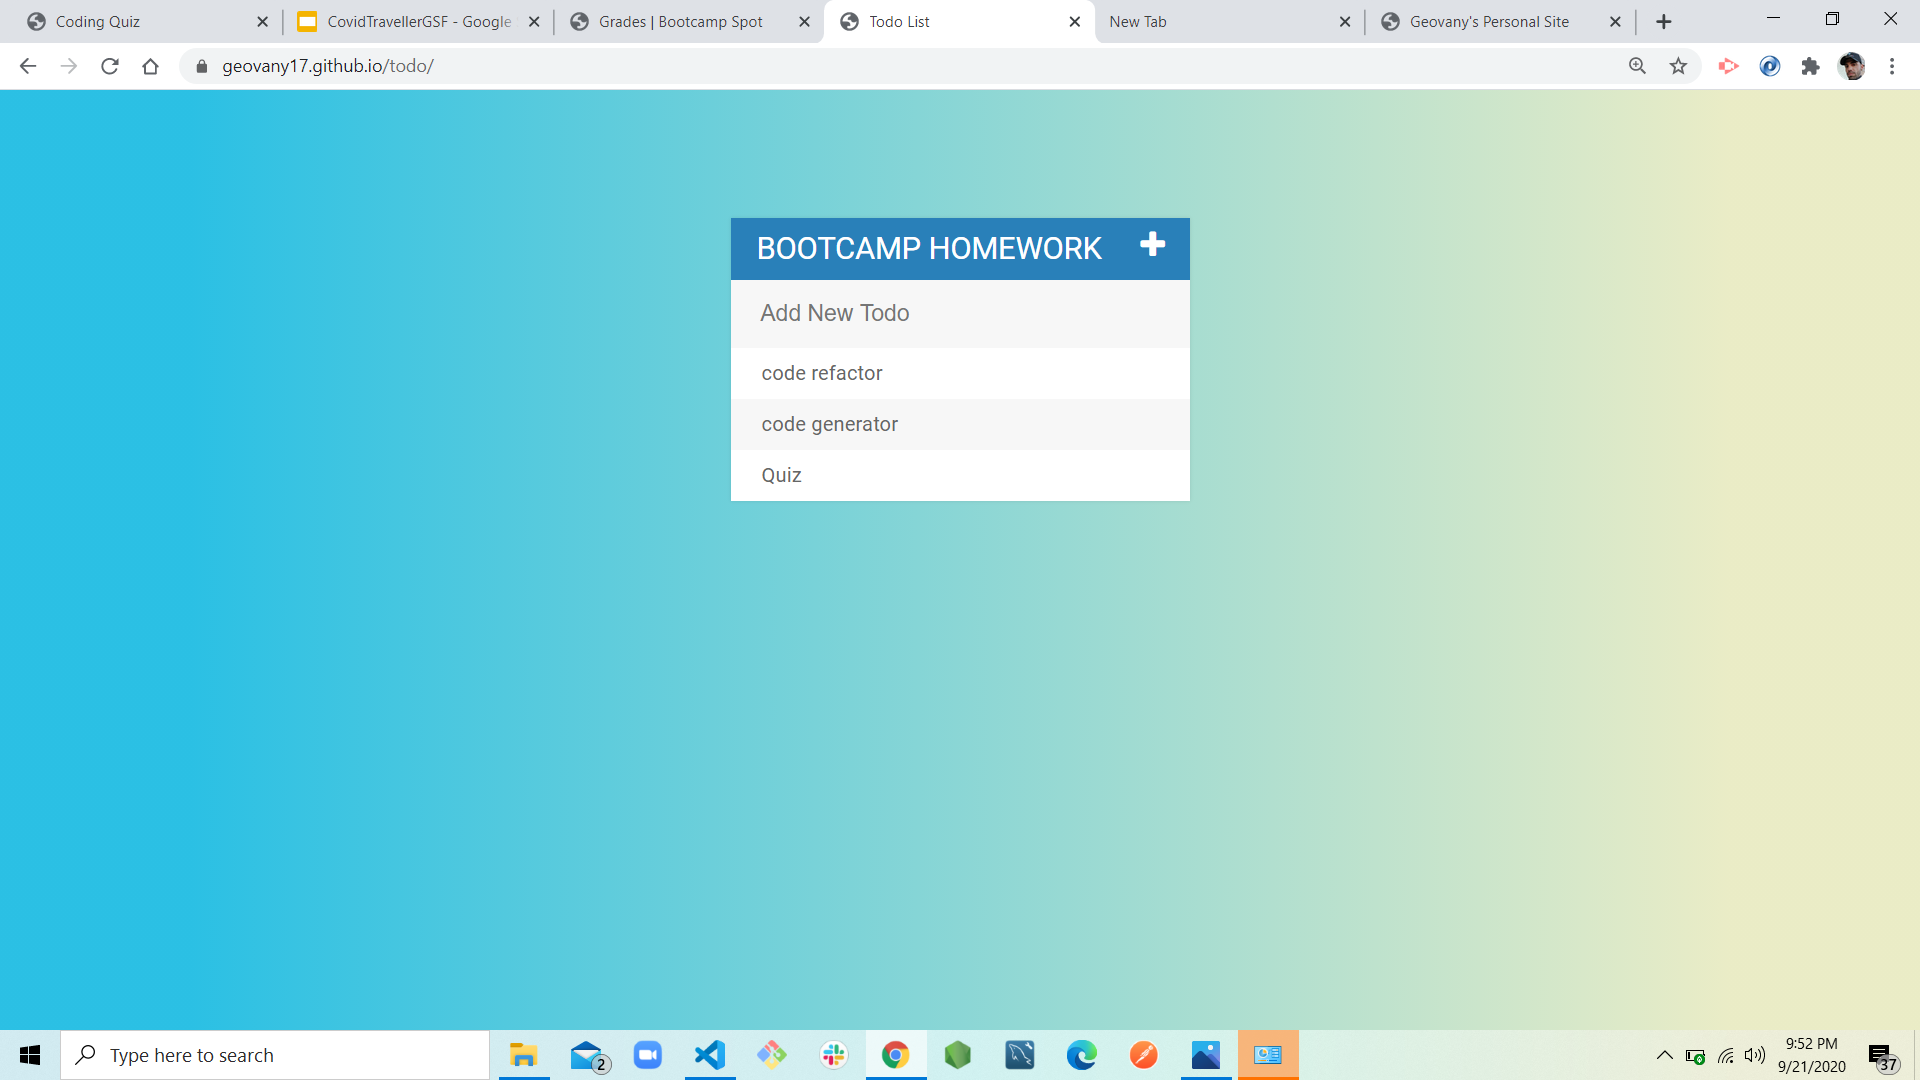 Coding Quiz
CovidTravellerGSF - Google
Grades | Bootcamp Spot
Todo List
New Tab
Geovany's Personal Site
geovany17.github.io/todo/
BOOTCAMP HOMEWORK
Add New Todo
code refactor
code generator
Quiz
Type here to search
2
9:52 PM
9/21/2020
37